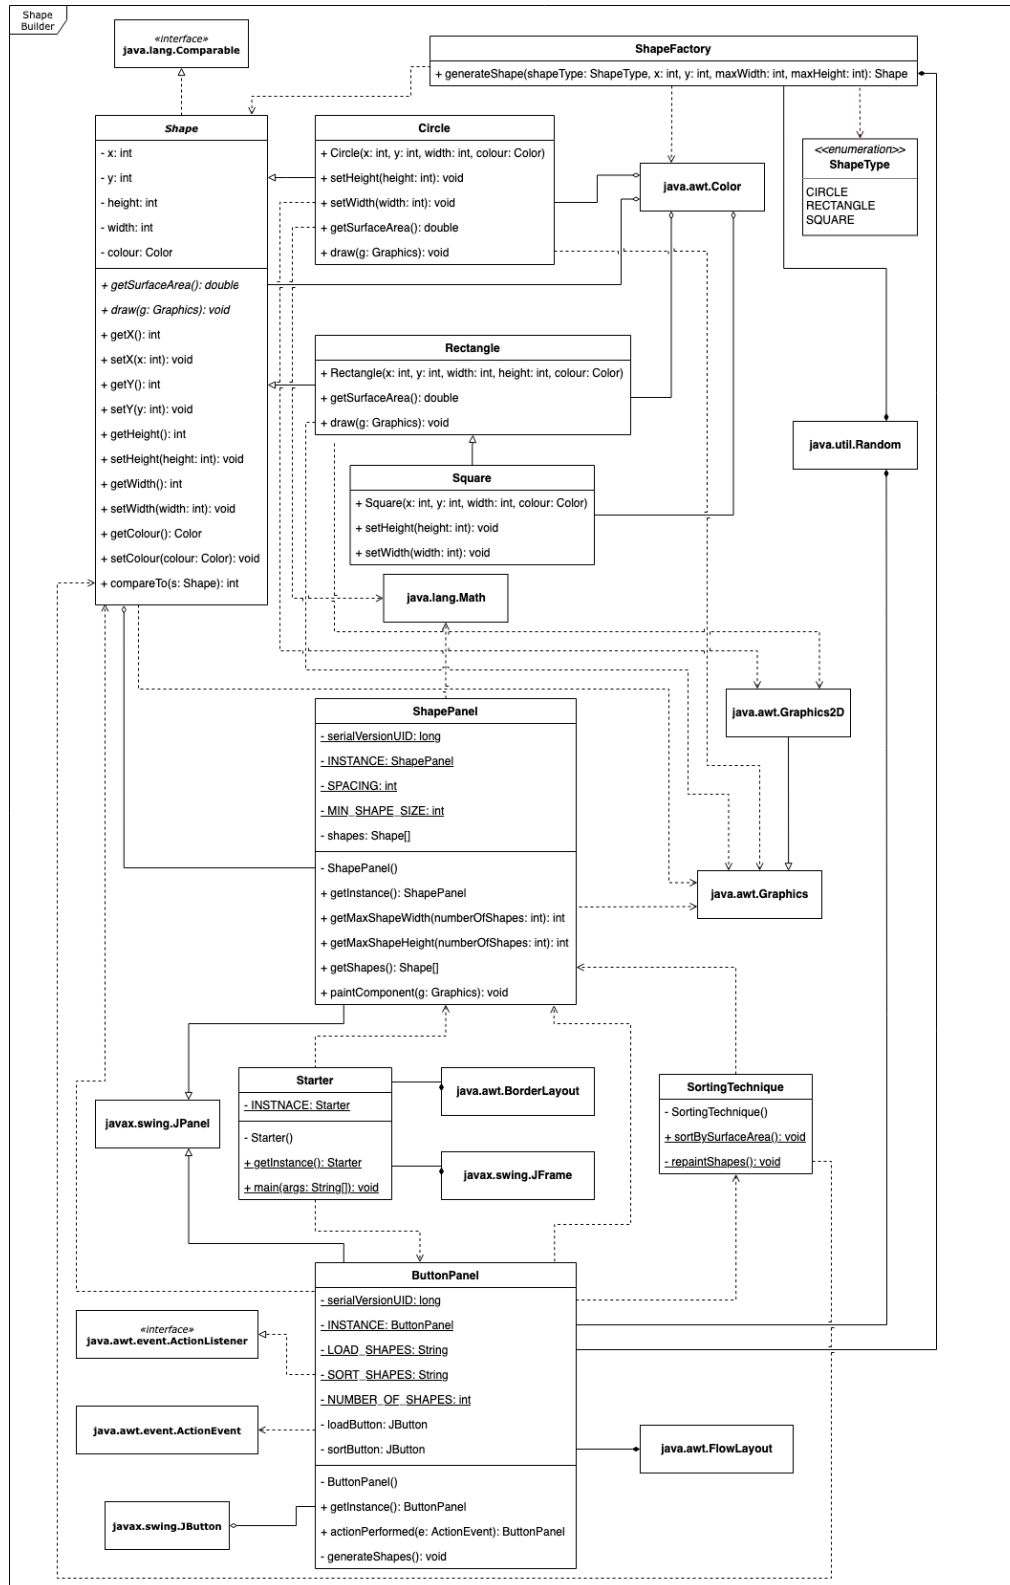 Shape
Builder
«interface»
java.lang.Comparable
ShapeFactory
+ generateShape(shapeType: ShapeType, x: int, y: int, maxWidth: int, maxHeight: int): Shape
Shape
- x: int
- y: int
- height: int
- width: int
- colour: Color
+ getSurfaceArea(): double
+ draw(g: Graphics): void
+ getX(): int
+ setX(x: int): void
+ getY(): int
+ setY(y: int): void
+ getHeight(): int
+ setHeight(height: int): void
+ getWidth(): int
+ setWidth(width: int): void
+ getColour(): Color
+ setColour(colour: Color): void
+ compareTo(s: Shape): int
Circle
+ Circle(x: int, y: int, width: int, colour: Color)
+ setHeight(height: int): void
+ setWidth(width: int): void
+ getSurfaceArea(): double
+ draw(g: Graphics): void
java.awt.Color
<<enumeration>>
ShapeType
CIRCLE
RECTANGLE
SQUARE
Rectangle
+ Rectangle(x: int, y: int, width: int, height: int, colour: Color)
+ getSurfaceArea(): double
+ draw(g: Graphics): void
java.util.Random
Square
+ Square(x: int, y: int, width: int, colour: Color)
+ setHeight(height: int): void
+ setWidth(width: int): void
java.lang.Math
java.awt.Graphics2D
ShapePanel
- serialVersionUID: long
- INSTANCE: ShapePanel
- SPACING: int
- MIN_SHAPE_SIZE: int
- shapes: Shape[]
- ShapePanel()
+ getInstance(): ShapePanel
+ getMaxShapeWidth(numberOfShapes: int): int
+ getMaxShapeHeight(numberOfShapes: int): int
+ getShapes(): Shape[]
+ paintComponent(g: Graphics): void
java.awt.Graphics
javax.swing.JPanel
Starter
- INSTNACE: Starter
- Starter()
+ getInstance(): Starter
+ main(args: String[]): void
java.awt.BorderLayout
javax.swing.JFrame
SortingTechnique
- SortingTechnique()
+ sortBySurfaceArea(): void
- repaintShapes(): void
ButtonPanel
- serialVersionUID: long
- INSTANCE: ButtonPanel
- LOAD_SHAPES: String
- SORT_SHAPES: String
- NUMBER_OF_SHAPES: int
- loadButton: JButton
- sortButton: JButton
- ButtonPanel()
+ getInstance(): ButtonPanel
+ actionPerformed(e: ActionEvent): ButtonPanel
- generateShapes(): void
«interface»
java.awt.event.ActionListener
java.awt.event.ActionEvent
javax.swing.JButton
java.awt.FlowLayout